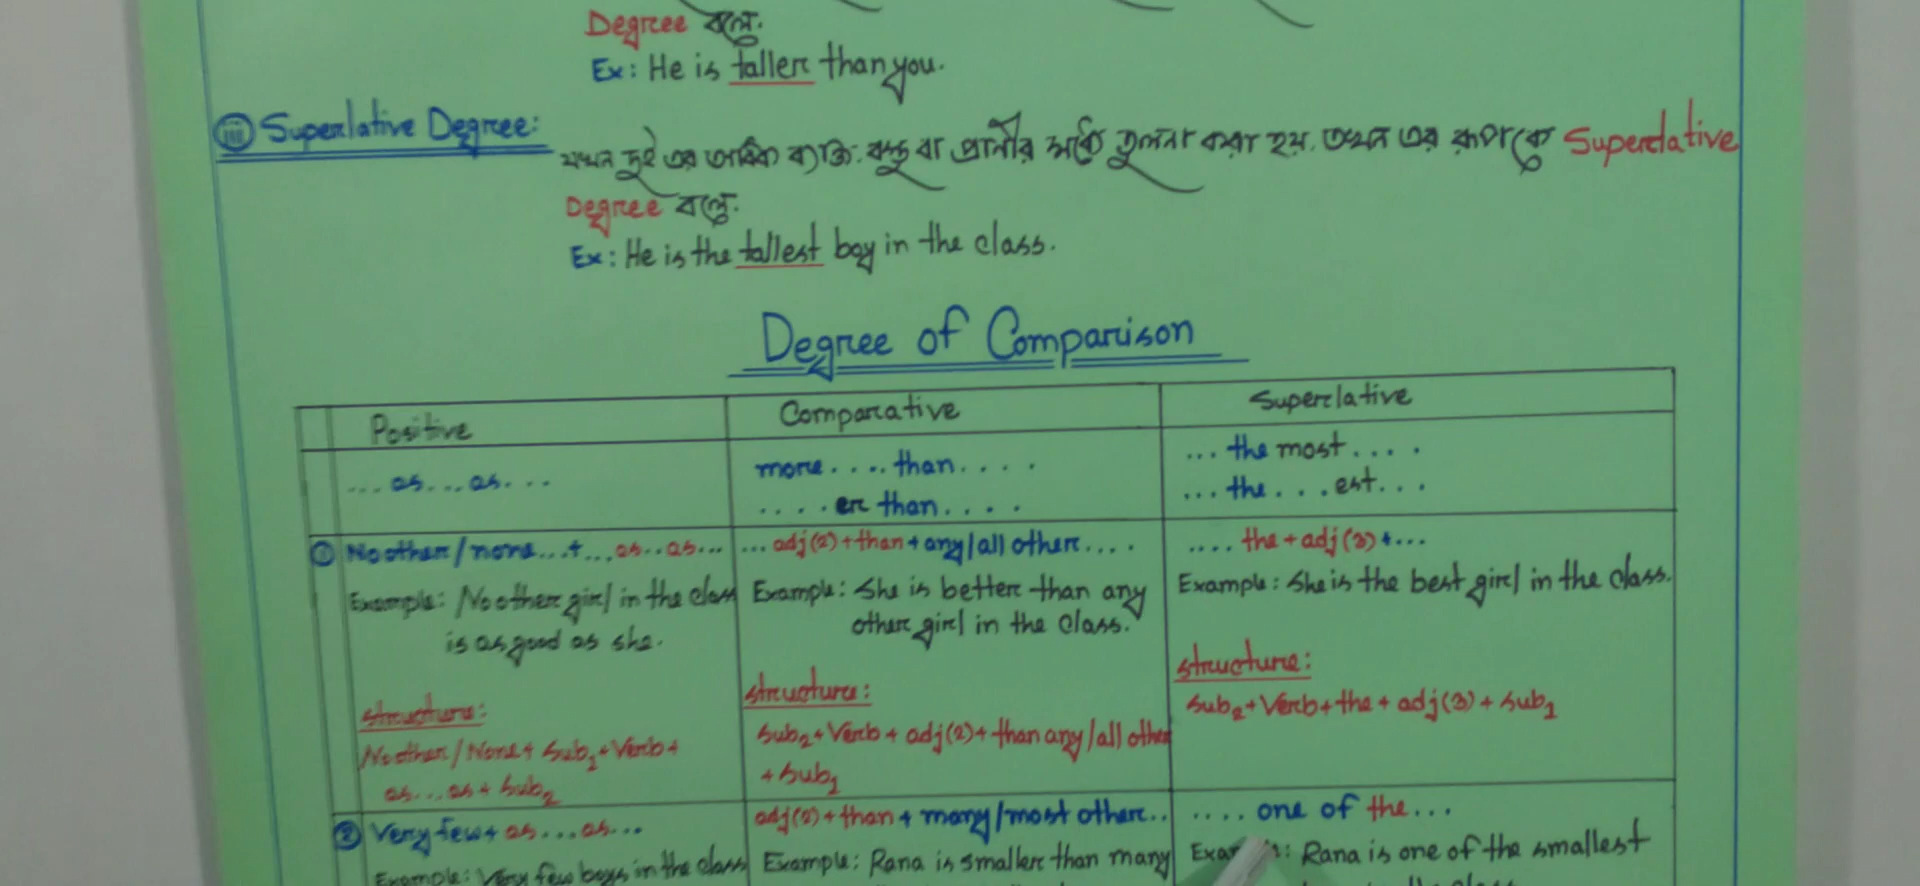 Degree বলে.
Ex: He is taller than you.
iii Superlative Degree:
যখন দুই এর অধিক ব্যক্তি. বস্তু বা প্রানীর মধ্যে তুলনা করা হয়. তখন এর রূপকে Superlative
Degree বলে.
Ex: He is the tallest boy in the class.
Degree of Comparison
Positive
Comparative
Superlative
... as ... as ...
more .... than ....
.... er than ....
... the most ....
... the ... est ...
① No other / none ... + ... as .. as ...
Example: No other girl in the class
is as good as she.
Structure:
No other / None + Sub1 + Verb +
as ... as + Sub2
... adj (2) + than + any / all other ....
Example: She is better than any
other girl in the class.
Structure:
Sub2 + Verb + adj (2) + than any / all other
+ Sub1
.... the + adj (3) + ...
Example: She is the best girl in the class.
Structure:
Sub2 + Verb + the + adj (3) + Sub1
② Very few + as ... as ...
Example: Very few boys in the class
adj (2) + than + many / most other ..
Example: Rana is smaller than many
.... one of the ...
Rana is one of the smallest